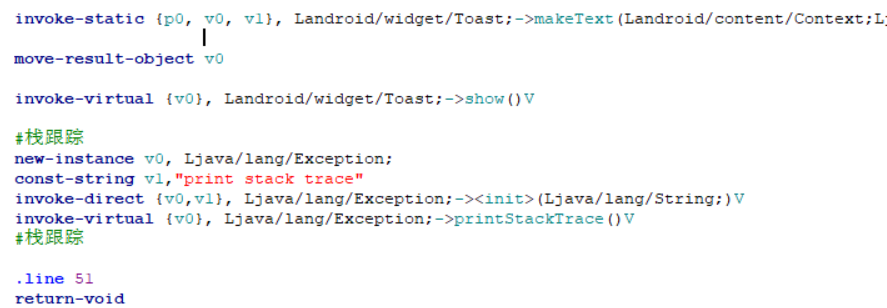 invoke-static {p0, v0, v1}, Landroid/widget/Toast;->makeText(Landroid/content/Context;Lj
move-result-object v0
invoke-virtual {v0}, Landroid/widget/Toast;->show()V
#栈跟踪
new-instance v0, Ljava/lang/Exception;
const-string v1,"print stack trace"
invoke-direct {v0,v1}, Ljava/lang/Exception;-><init>(Ljava/lang/String;)V
invoke-virtual {v0}, Ljava/lang/Exception;->printStackTrace()V
#栈跟踪
.line 51
return-void